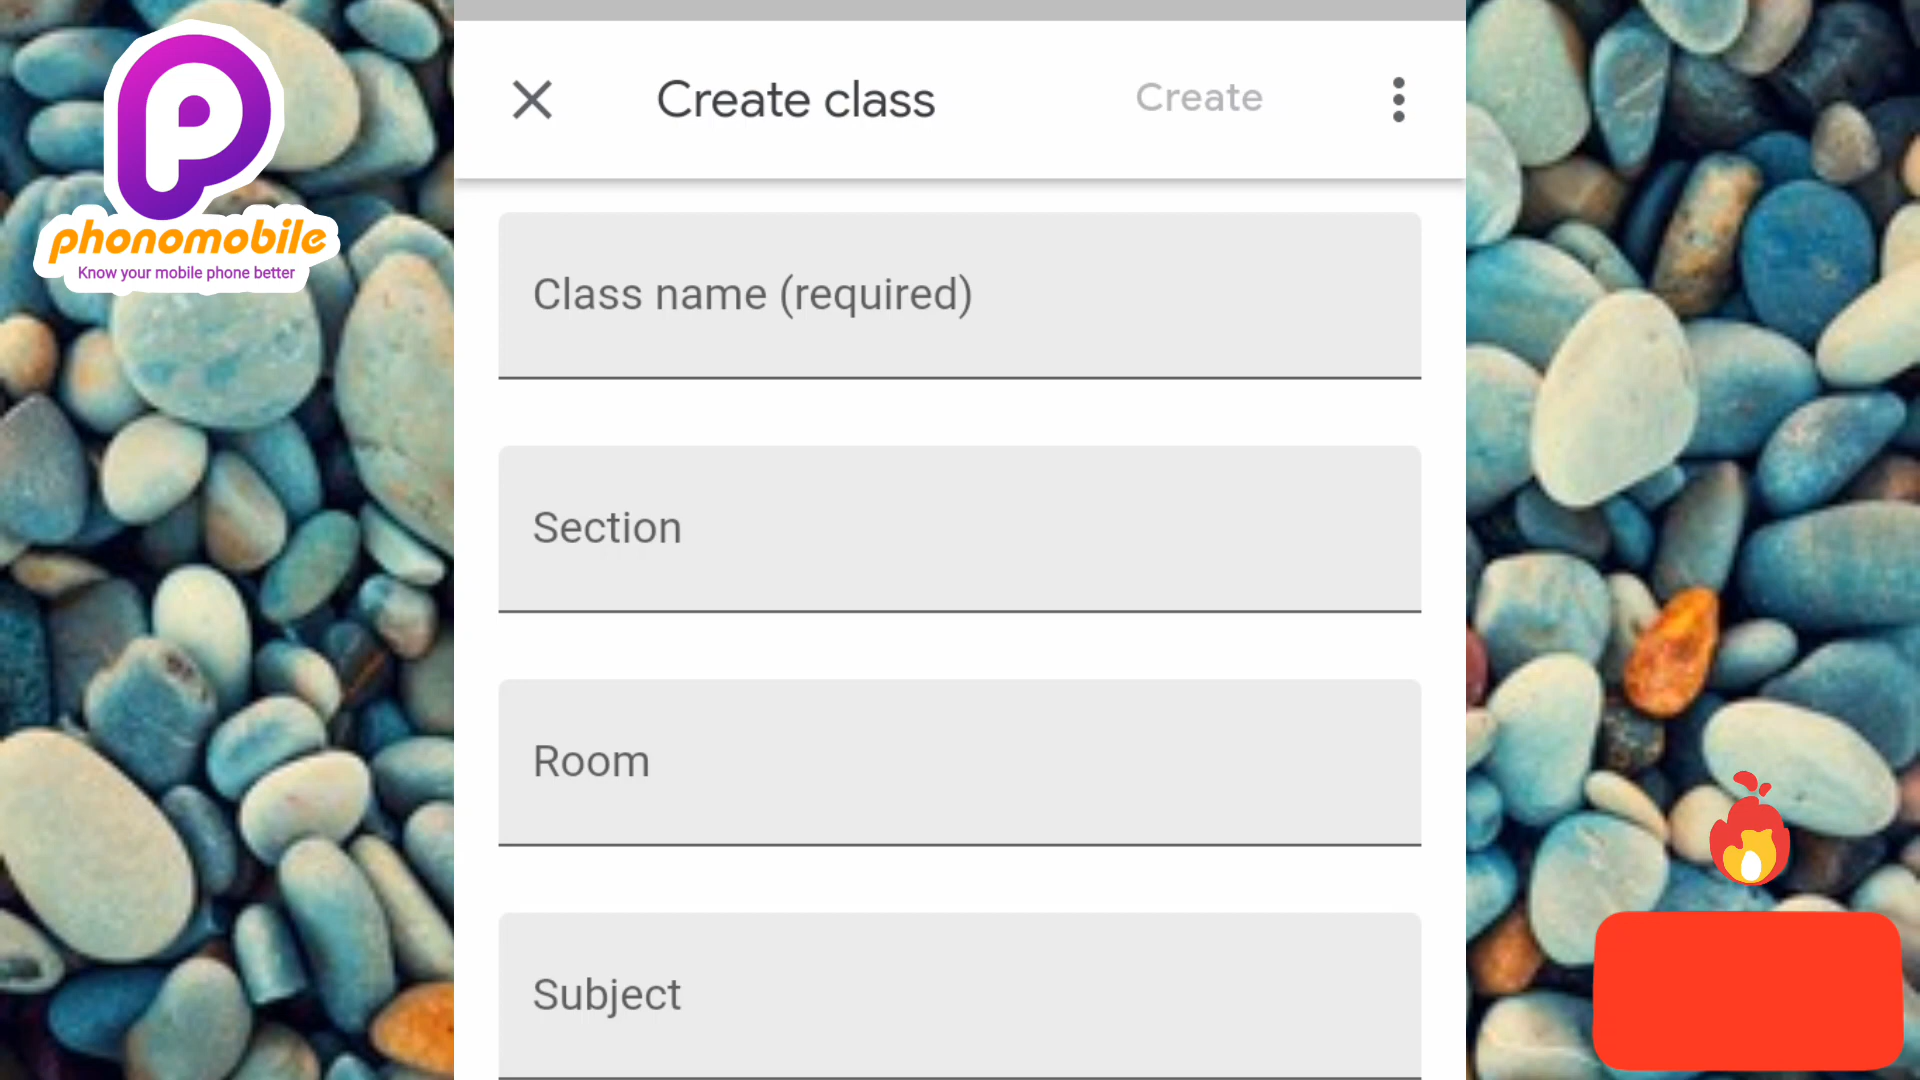 phonomobile
Know your mobile phone better
Create class
Create
Class name (required)
Section
Room
Subject